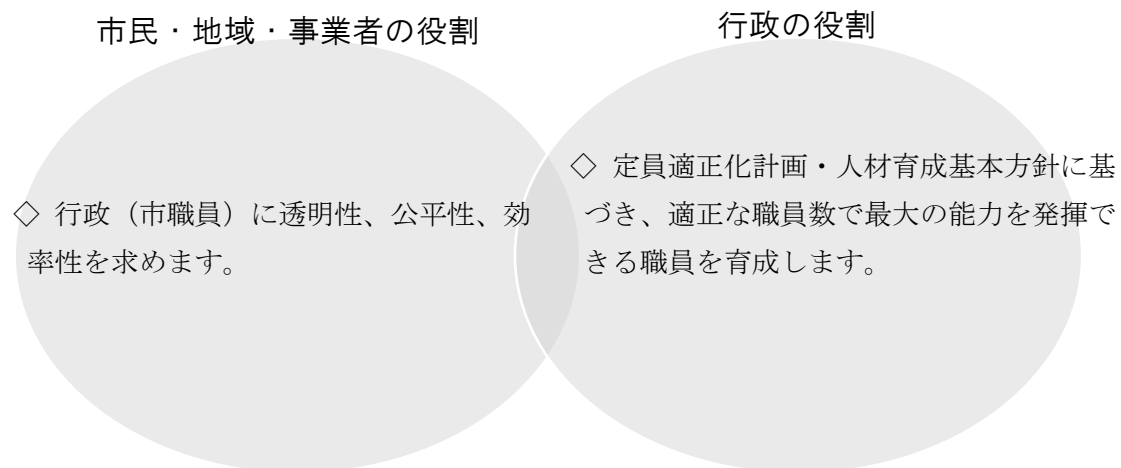 市民・地域・事業者の役割
◇ 行政（市職員）に透明性、公平性、効
率性を求めます。
行政の役割
◇ 定員適正化計画・人材育成基本方針に基
づき、適正な職員数で最大の能力を発揮で
きる職員を育成します。